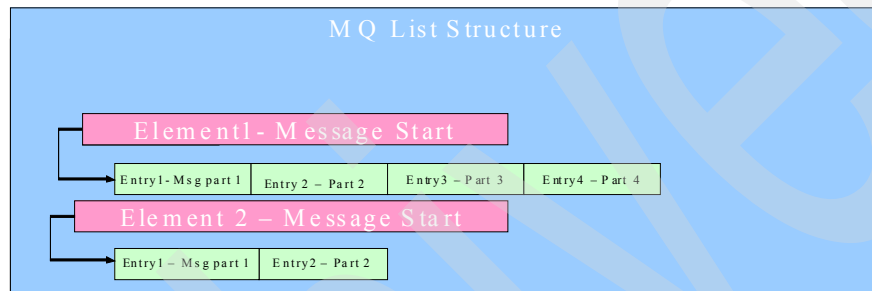 MQ List Structure
Element1- Message Start
Entry1-Msg part 1 Entry 2 – Part 2 Entry3 – Part 3 Entry4 – Part 4
Element 2 – Message Start
Entry1 – Msg part 1 Entry2 – Part 2